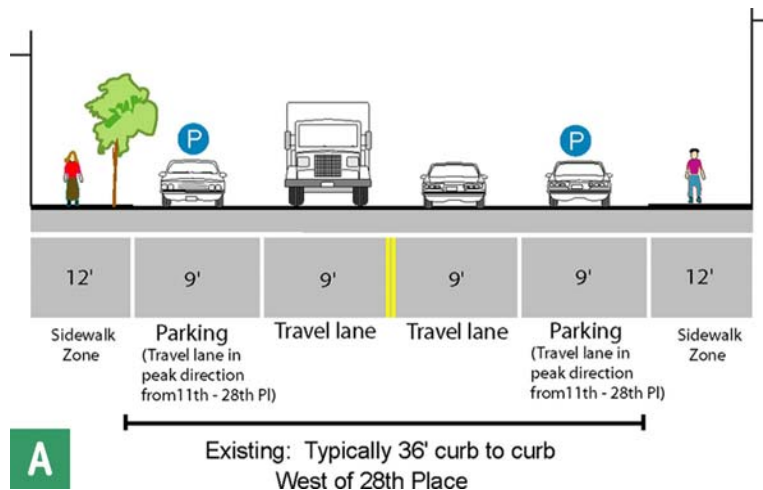 P
P
12'
9'
9'
9'
9'
12'
Sidewalk
Zone
Parking
(Travel lane in
peak direction
from11th - 28th Pl)
Travel lane
Travel lane
Parking
(Travel lane in
peak direction
from11th - 28th Pl)
Sidewalk
Zone
A
Existing: Typically 36' curb to curb
West of 28th Place